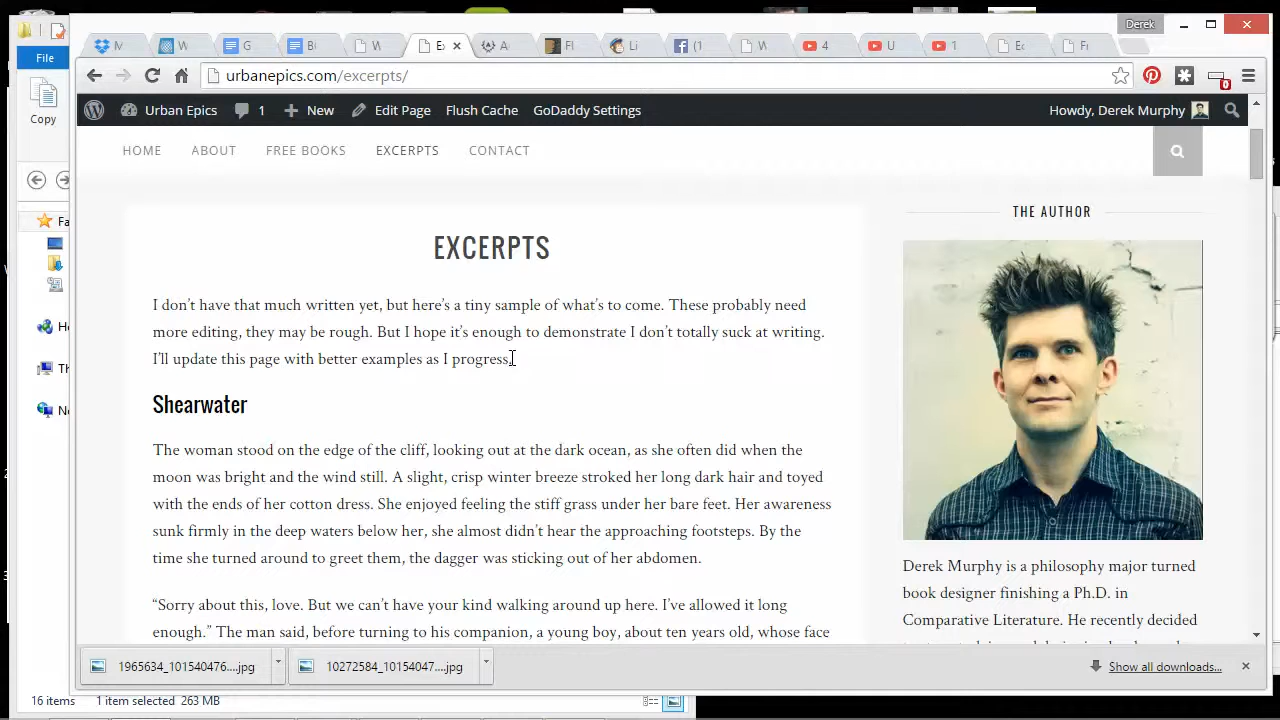 Derek
M
W
G
B
W
E
A
Fl
Li
(1
W
4
U
1
Ec
Fr
File
Copy
urbanepics.com/excerpts/
0
Urban Epics
1
New
Edit Page
Flush Cache
GoDaddy Settings
Howdy, Derek Murphy
HOME
ABOUT
FREE BOOKS
EXCERPTS
CONTACT
Fa
EXCERPTS
I don't have that much written yet, but here's a tiny sample of what's to come. These probably need
more editing, they may be rough. But I hope it's enough to demonstrate I don't totally suck at writing.
I'll update this page with better examples as I progress.
Shearwater
The woman stood on the edge of the cliff, looking out at the dark ocean, as she often did when the
moon was bright and the wind still. A slight, crisp winter breeze stroked her long dark hair and toyed
with the ends of her cotton dress. She enjoyed feeling the stiff grass under her bare feet. Her awareness
sunk firmly in the deep waters below her, she almost didn't hear the approaching footsteps. By the
time she turned around to greet them, the dagger was sticking out of her abdomen.
“Sorry about this, love. But we can't have your kind walking around up here. I've allowed it long
enough.” The man said, before turning to his companion, a young boy, about ten years old, whose face
THE AUTHOR
Derek Murphy is a philosophy major turned
book designer finishing a Ph.D. in
Comparative Literature. He recently decided
Th
1965634_101540476....jpg
10272584_10154047....jpg
Show all downloads...
16 items
1 item selected 263 MB